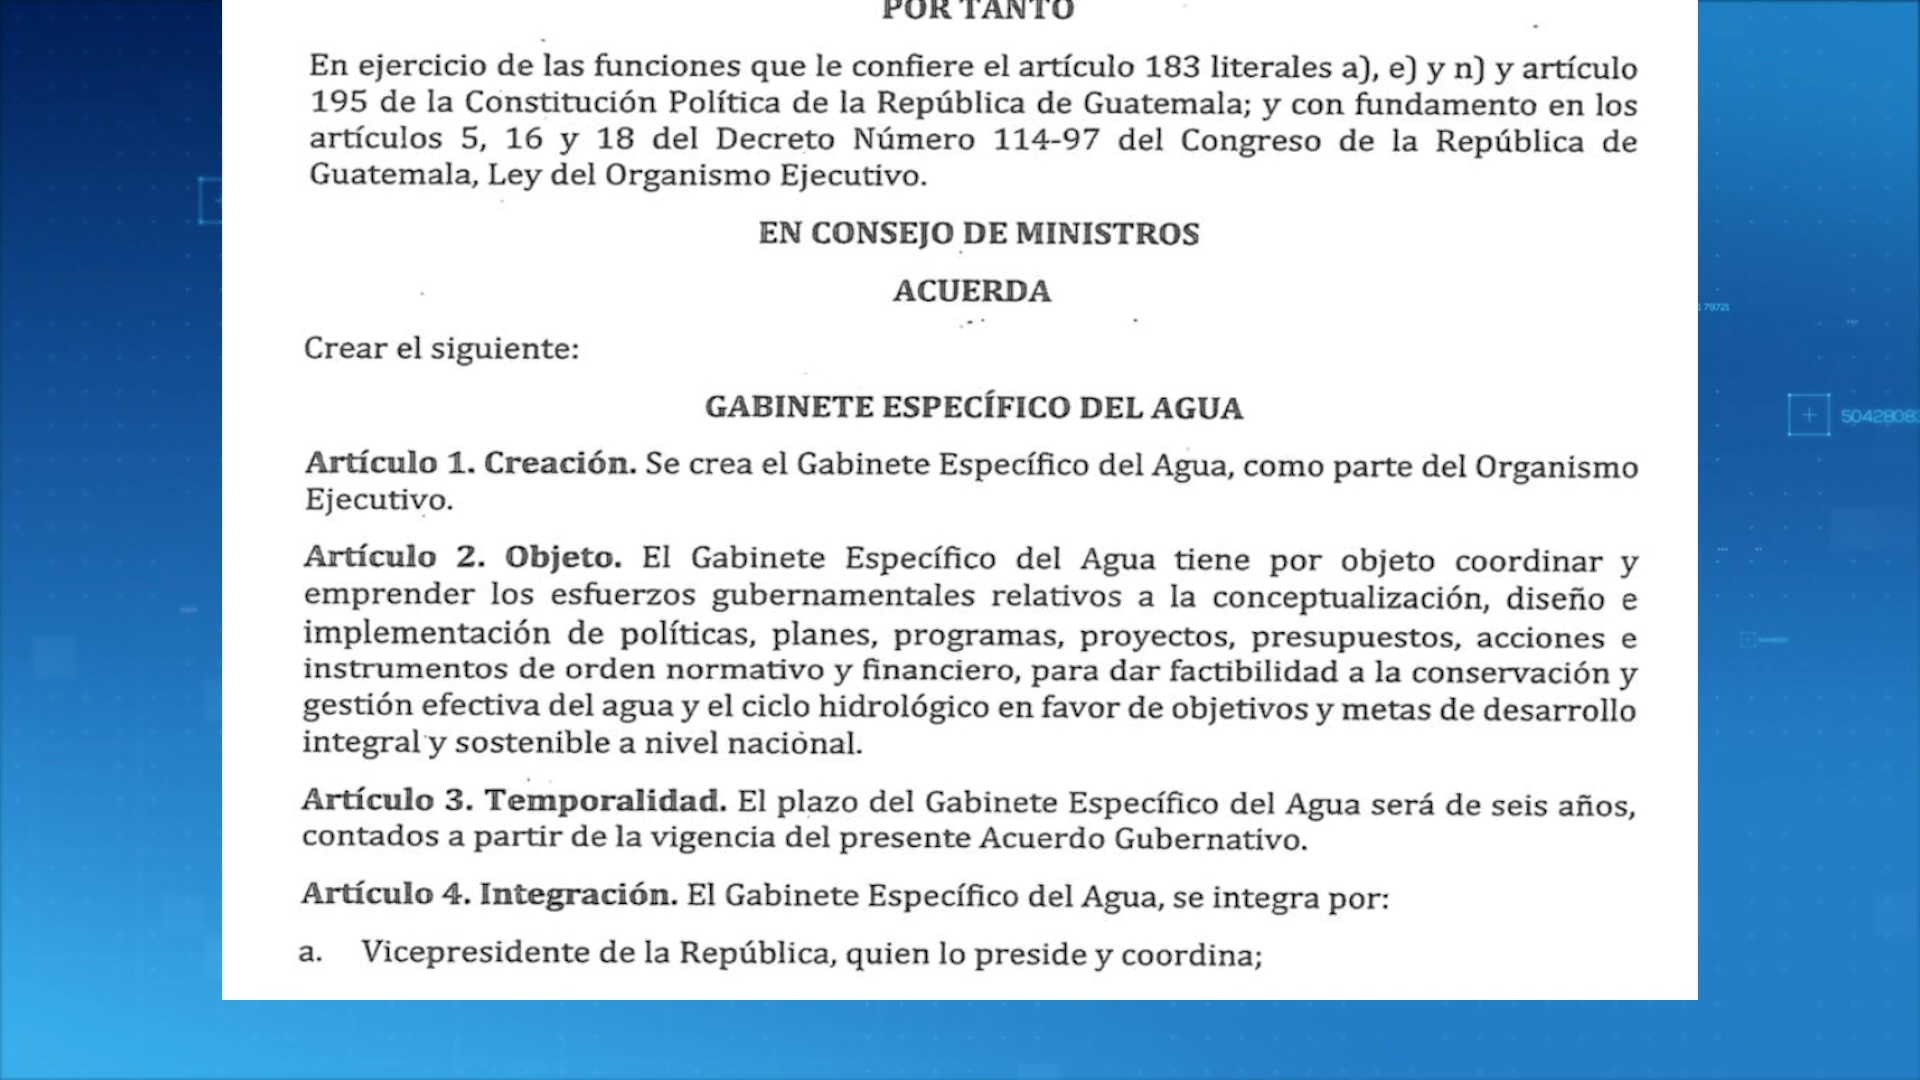 POR TANTO
En ejercicio de las funciones que le confiere el artículo 183 literales a), e) y n) y artículo
195 de la Constitución Política de la República de Guatemala; y con fundamento en los
artículos 5, 16 y 18 del Decreto Número 114-97 del Congreso de la República de
Guatemala, Ley del Organismo Ejecutivo.
EN CONSEJO DE MINISTROS
ACUERDA
Crear el siguiente:
GABINETE ESPECÍFICO DEL AGUA
Artículo 1. Creación. Se crea el Gabinete Específico del Agua, como parte del Organismo
Ejecutivo.
Artículo 2. Objeto. El Gabinete Específico del Agua tiene por objeto coordinar y
emprender los esfuerzos gubernamentales relativos a la conceptualización, diseño e
implementación de políticas, planes, programas, proyectos, presupuestos, acciones e
instrumentos de orden normativo y financiero, para dar factibilidad a la conservación y
gestión efectiva del agua y el ciclo hidrológico en favor de objetivos y metas de desarrollo
integral y sostenible a nivel nacional.
Artículo 3. Temporalidad. El plazo del Gabinete Específico del Agua será de seis años,
contados a partir de la vigencia del presente Acuerdo Gubernativo.
Artículo 4. Integración. El Gabinete Específico del Agua, se integra por:
a. Vicepresidente de la República, quien lo preside y coordina;